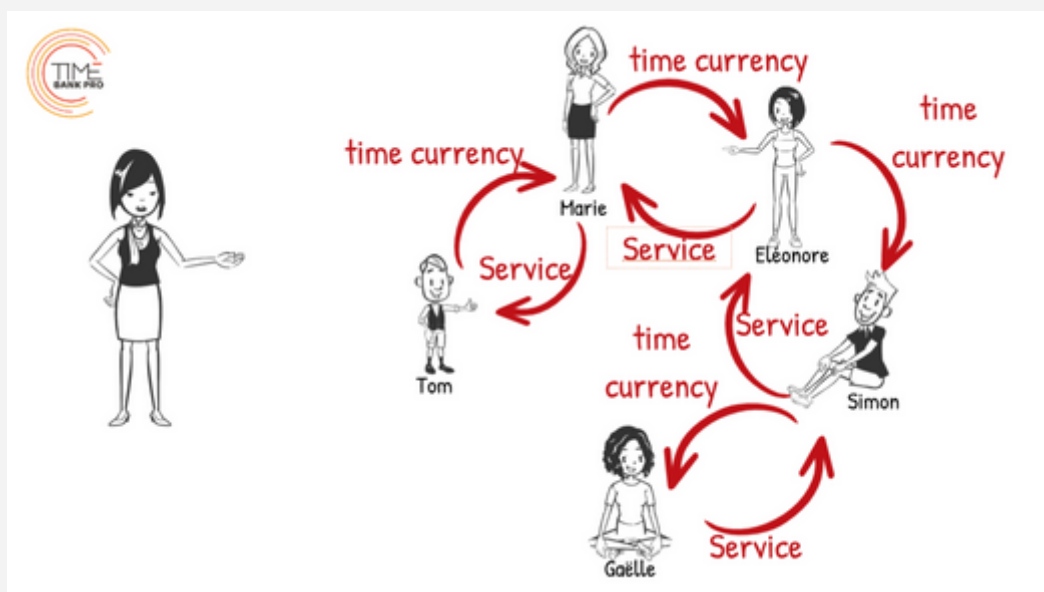 TIME
BANK PRO
time currency
time
currency
time currency
Marie
Service
Eléonore
Service
Tom
Service
time
currency
Simon
Gaëlle
Service